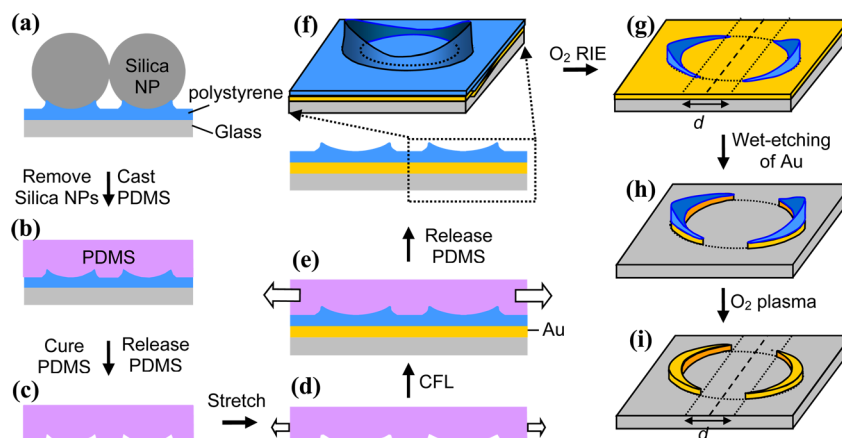 (a)
Silica
NP
polystyrene
Glass
Remove
Silica NPs
Cast
PDMS
(b)
PDMS
Cure
PDMS
Release
PDMS
(c)
Stretch
(d)
CFL
(e)
Au
Release
PDMS
(f)
O₂ RIE
(g)
d
Wet-etching
of Au
(h)
O₂ plasma
(i)
d